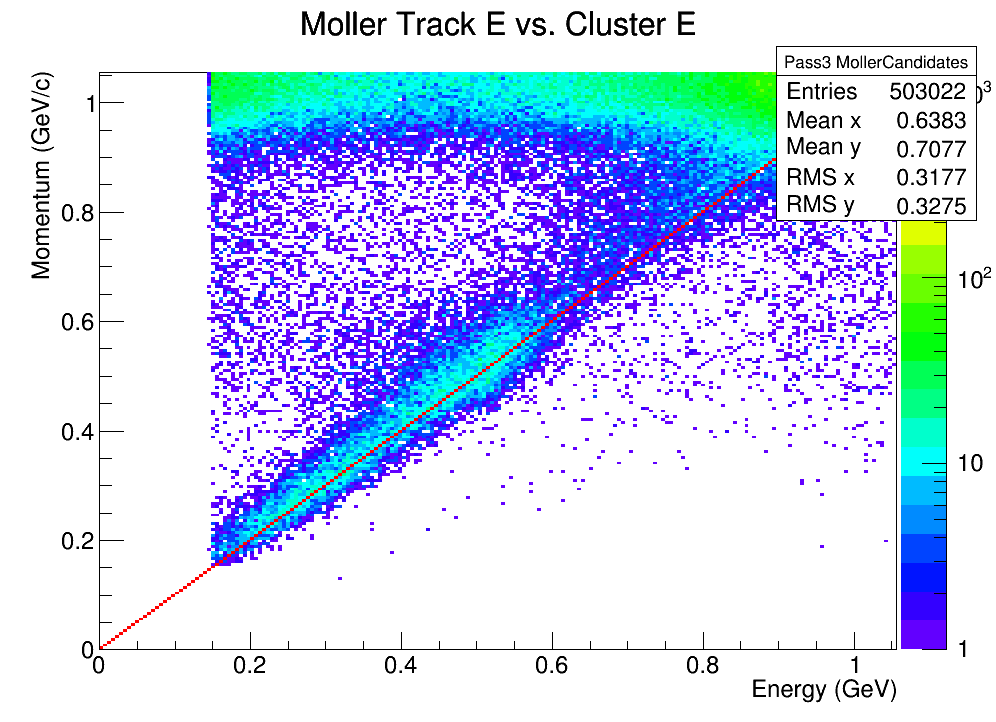 Moller Track E vs. Cluster E
Pass3 MollerCandidates
Entries 503022
Mean x 0.6383
Mean y 0.7077
RMS x 0.3177
RMS y 0.3275
Momentum (GeV/c)
1
0.8
0.6
0.4
0.2
0
0 0.2 0.4 0.6 0.8 1
Energy (GeV)
10²
10
1